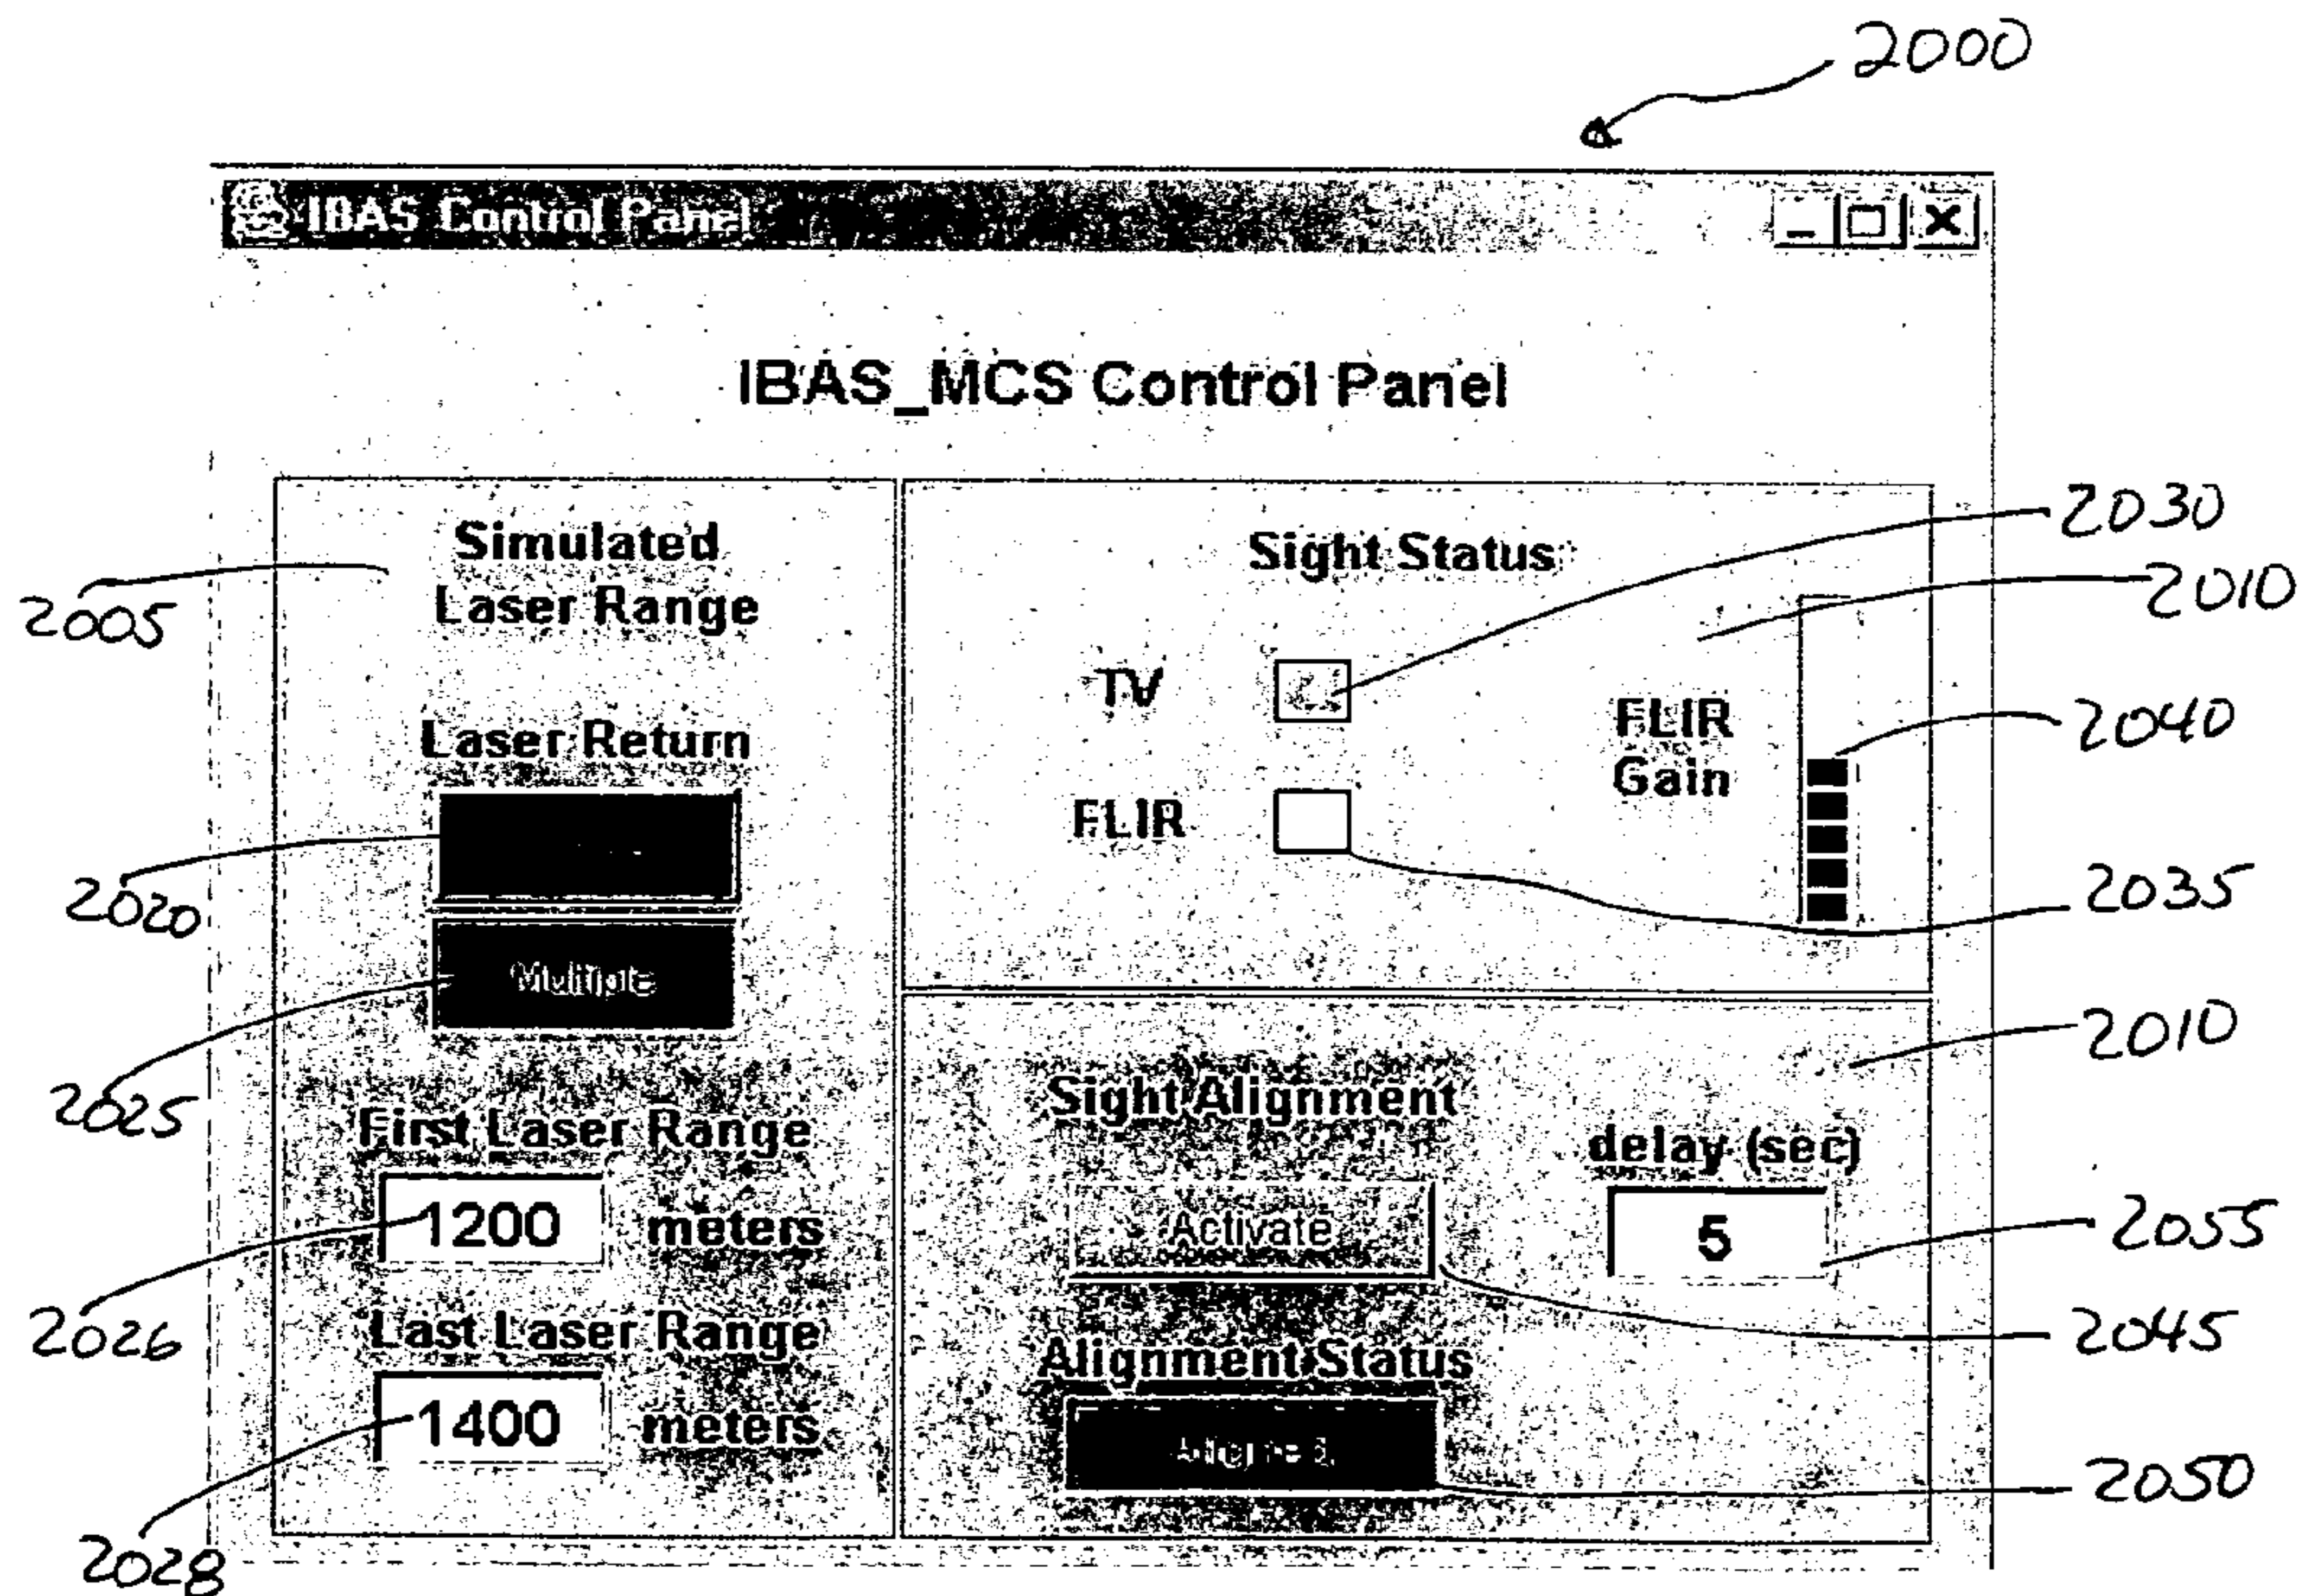 2000
IBAS Control Panel
IBAS_MCS Control Panel
2005
Simulated
Laser Range
Laser Return
2020
Multiple
2025
First Laser Range
1200 meters
2026
Last Laser Range
1400 meters
2028
Sight Status
2030
2010
TV
FLIR
FLIR
Gain
2040
2035
2010
Sight Alignment
delay (sec)
Activate
5
2055
2045
Alignment Status
Aligned
2050